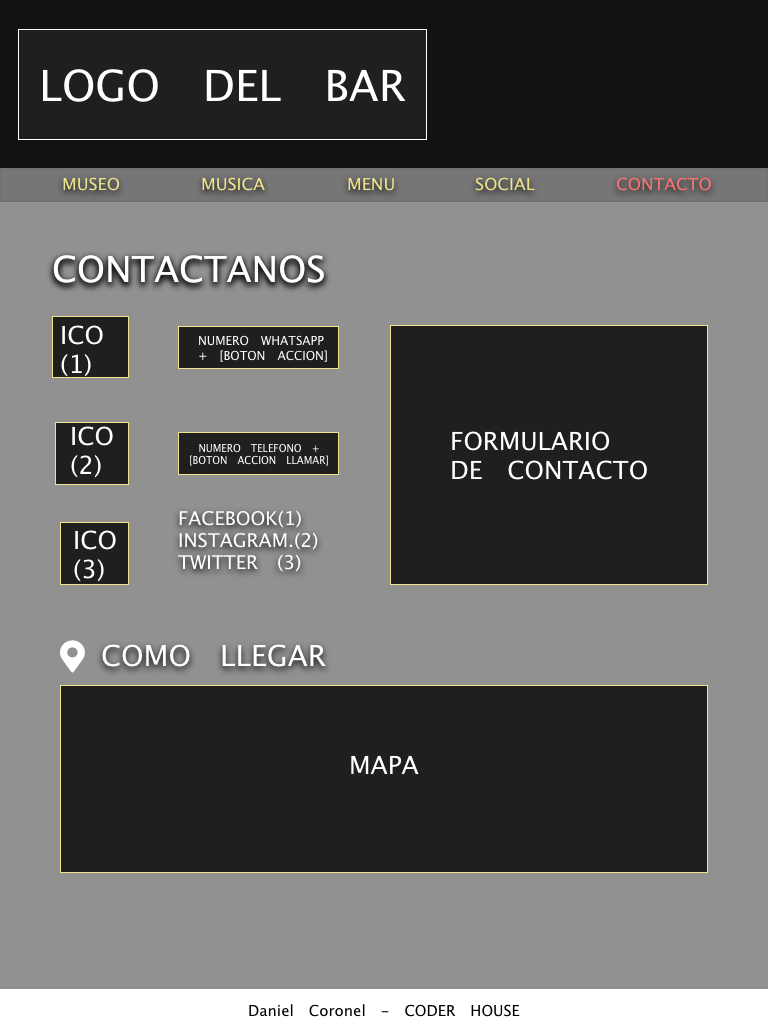 LOGO DEL BAR
MUSEO MUSICA MENU SOCIAL CONTACTO
CONTACTANOS
ICO
(1)
NUMERO WHATSAPP
+ [BOTON ACCION]
ICO
(2)
NUMERO TELEFONO +
[BOTON ACCION LLAMAR]
ICO
(3)
FACEBOOK(1)
INSTAGRAM.(2)
TWITTER (3)
FORMULARIO
DE CONTACTO
COMO LLEGAR
MAPA
Daniel Coronel - CODER HOUSE